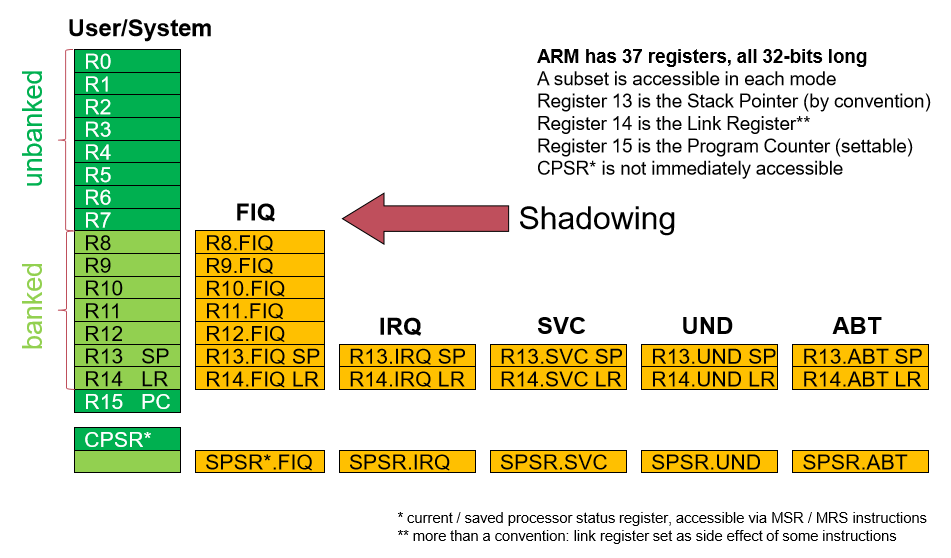 User/System
ARM has 37 registers, all 32-bits long
A subset is accessible in each mode
Register 13 is the Stack Pointer (by convention)
Register 14 is the Link Register**
Register 15 is the Program Counter (settable)
CPSR* is not immediately accessible
unbanked
R0
R1
R2
R3
R4
R5
R6
R7
FIQ
Shadowing
banked
R8 R8.FIQ
R9 R9.FIQ
R10 R10.FIQ
R11 R11.FIQ
R12 R12.FIQ
IRQ SVC UND ABT
R13 SP R13.FIQ SP R13.IRQ SP R13.SVC SP R13.UND SP R13.ABT SP
R14 LR R14.FIQ LR R14.IRQ LR R14.SVC LR R14.UND LR R14.ABT LR
R15 PC
CPSR*
SPSR*.FIQ SPSR.IRQ SPSR.SVC SPSR.UND SPSR.ABT
* current / saved processor status register, accessible via MSR / MRS instructions
** more than a convention: link register set as side effect of some instructions